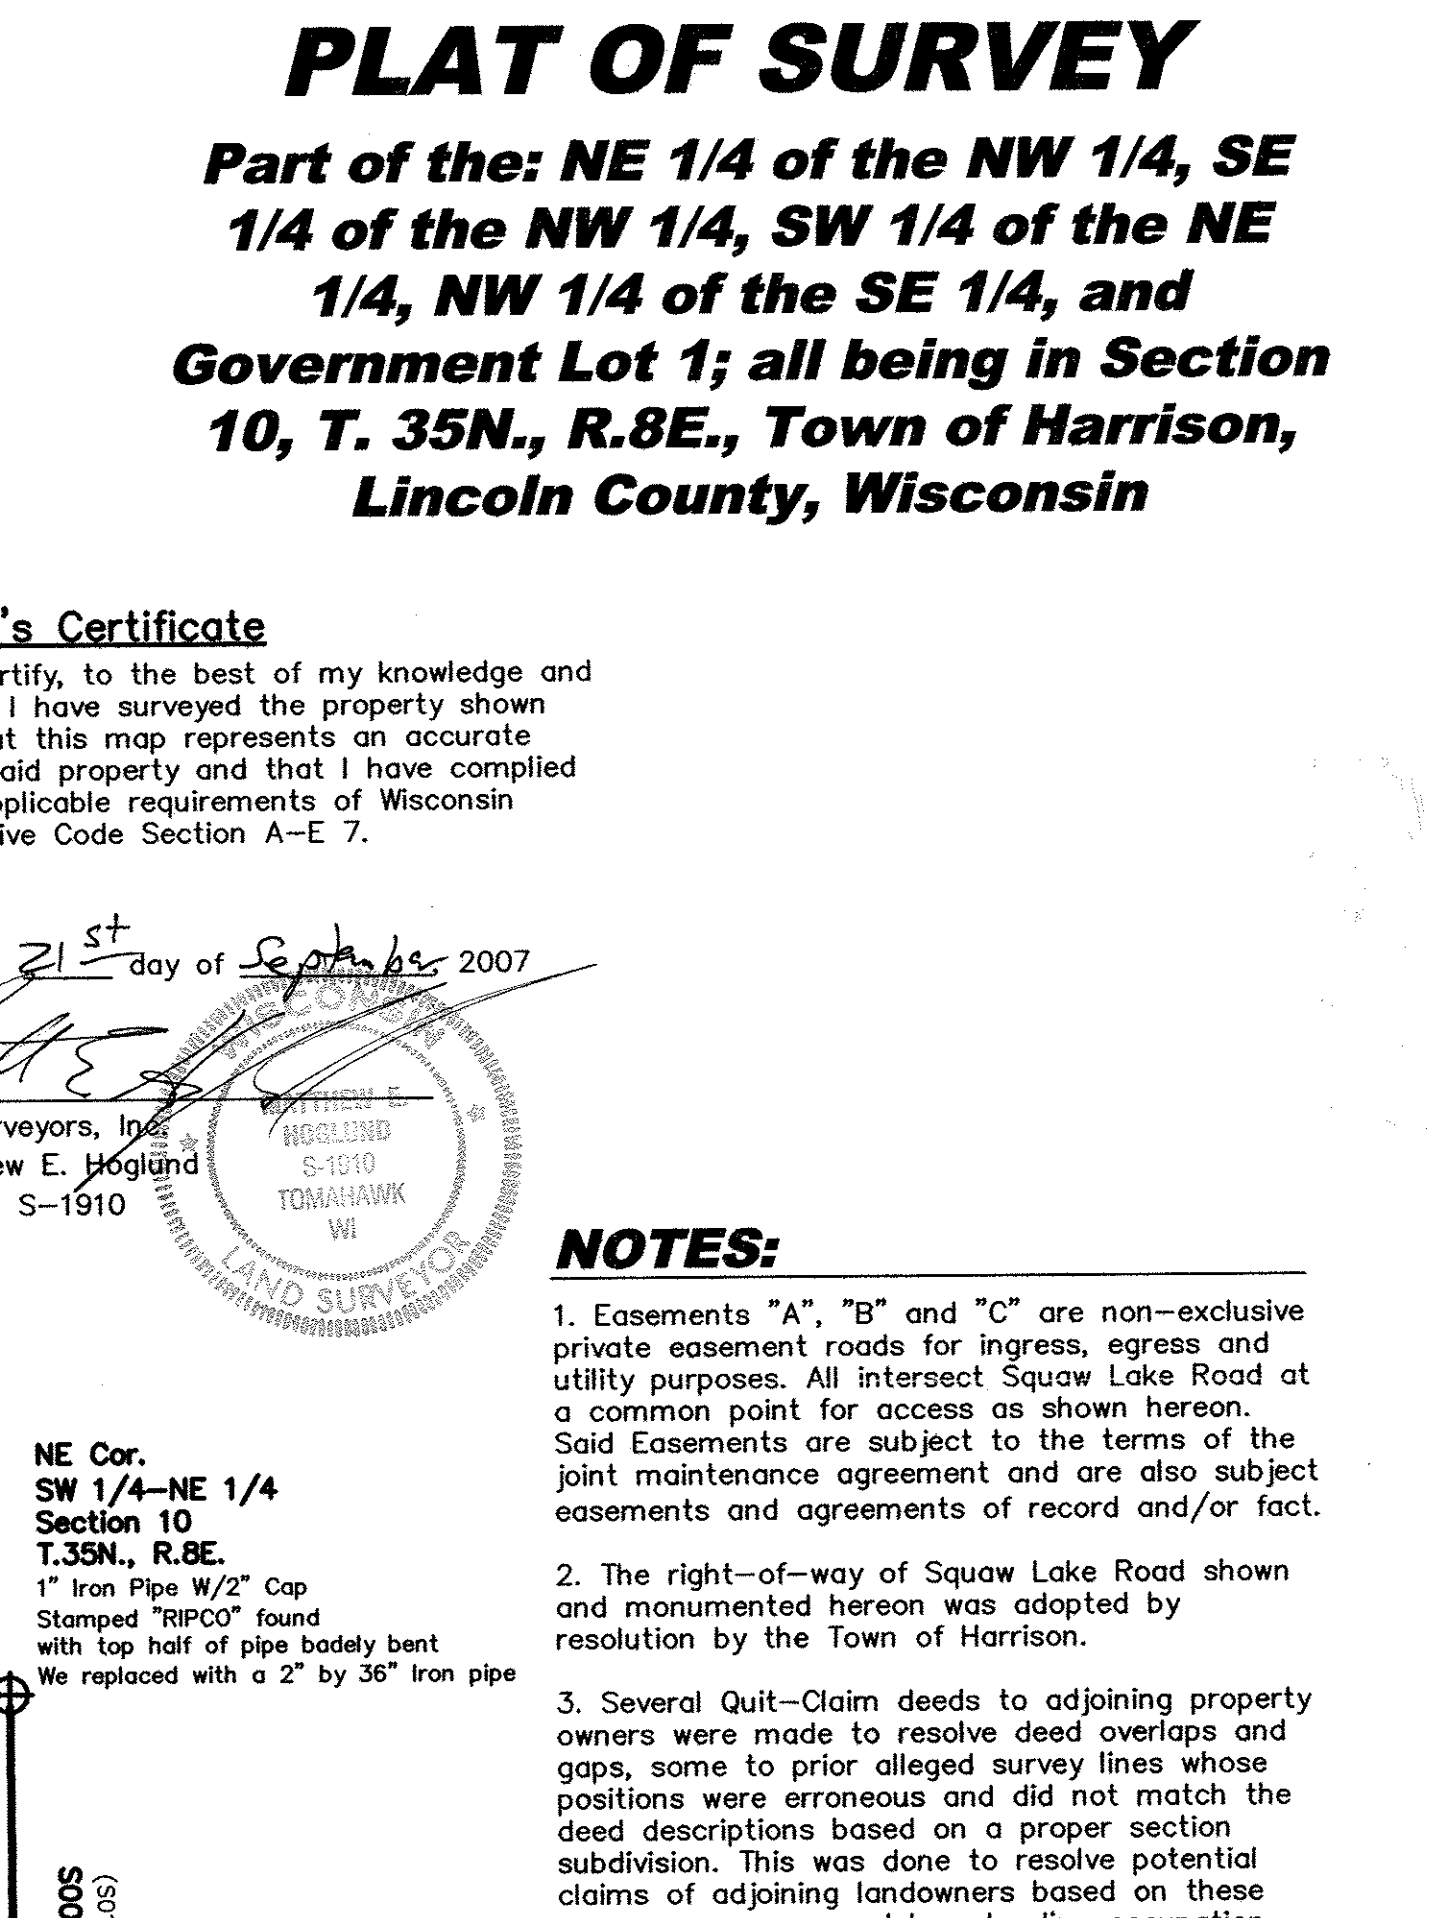 PLAT OF SURVEY
Part of the: NE 1/4 of the NW 1/4, SE
1/4 of the NW 1/4, SW 1/4 of the NE
1/4, NW 1/4 of the SE 1/4, and
Government Lot 1; all being in Section
10, T. 35N., R.8E., Town of Harrison,
Lincoln County, Wisconsin
's Certificate
rtify, to the best of my knowledge and
I have surveyed the property shown
at this map represents an accurate
aid property and that I have complied
pplicable requirements of Wisconsin
ive Code Section A-E 7.
21st day of September 2007
veyors, Inc.
ew E. Hoglund
S-1910
WISCONSIN
MATTHEW E.
HOGLUND
S-1910
TOMAHAWK
WI
LAND SURVEYOR
NOTES:
1. Easements "A", "B" and "C" are non-exclusive
private easement roads for ingress, egress and
utility purposes. All intersect Squaw Lake Road at
a common point for access as shown hereon.
Said Easements are subject to the terms of the
joint maintenance agreement and are also subject
easements and agreements of record and/or fact.
2. The right-of-way of Squaw Lake Road shown
and monumented hereon was adopted by
resolution by the Town of Harrison.
3. Several Quit-Claim deeds to adjoining property
owners were made to resolve deed overlaps and
gaps, some to prior alleged survey lines whose
positions were erroneous and did not match the
deed descriptions based on a proper section
subdivision. This was done to resolve potential
claims of adjoining landowners based on these
NE Cor.
SW 1/4-NE 1/4
Section 10
T.35N., R.8E.
1" Iron Pipe W/2" Cap
Stamped "RIPCO" found
with top half of pipe badely bent
We replaced with a 2" by 36" Iron pipe
S00
(S0